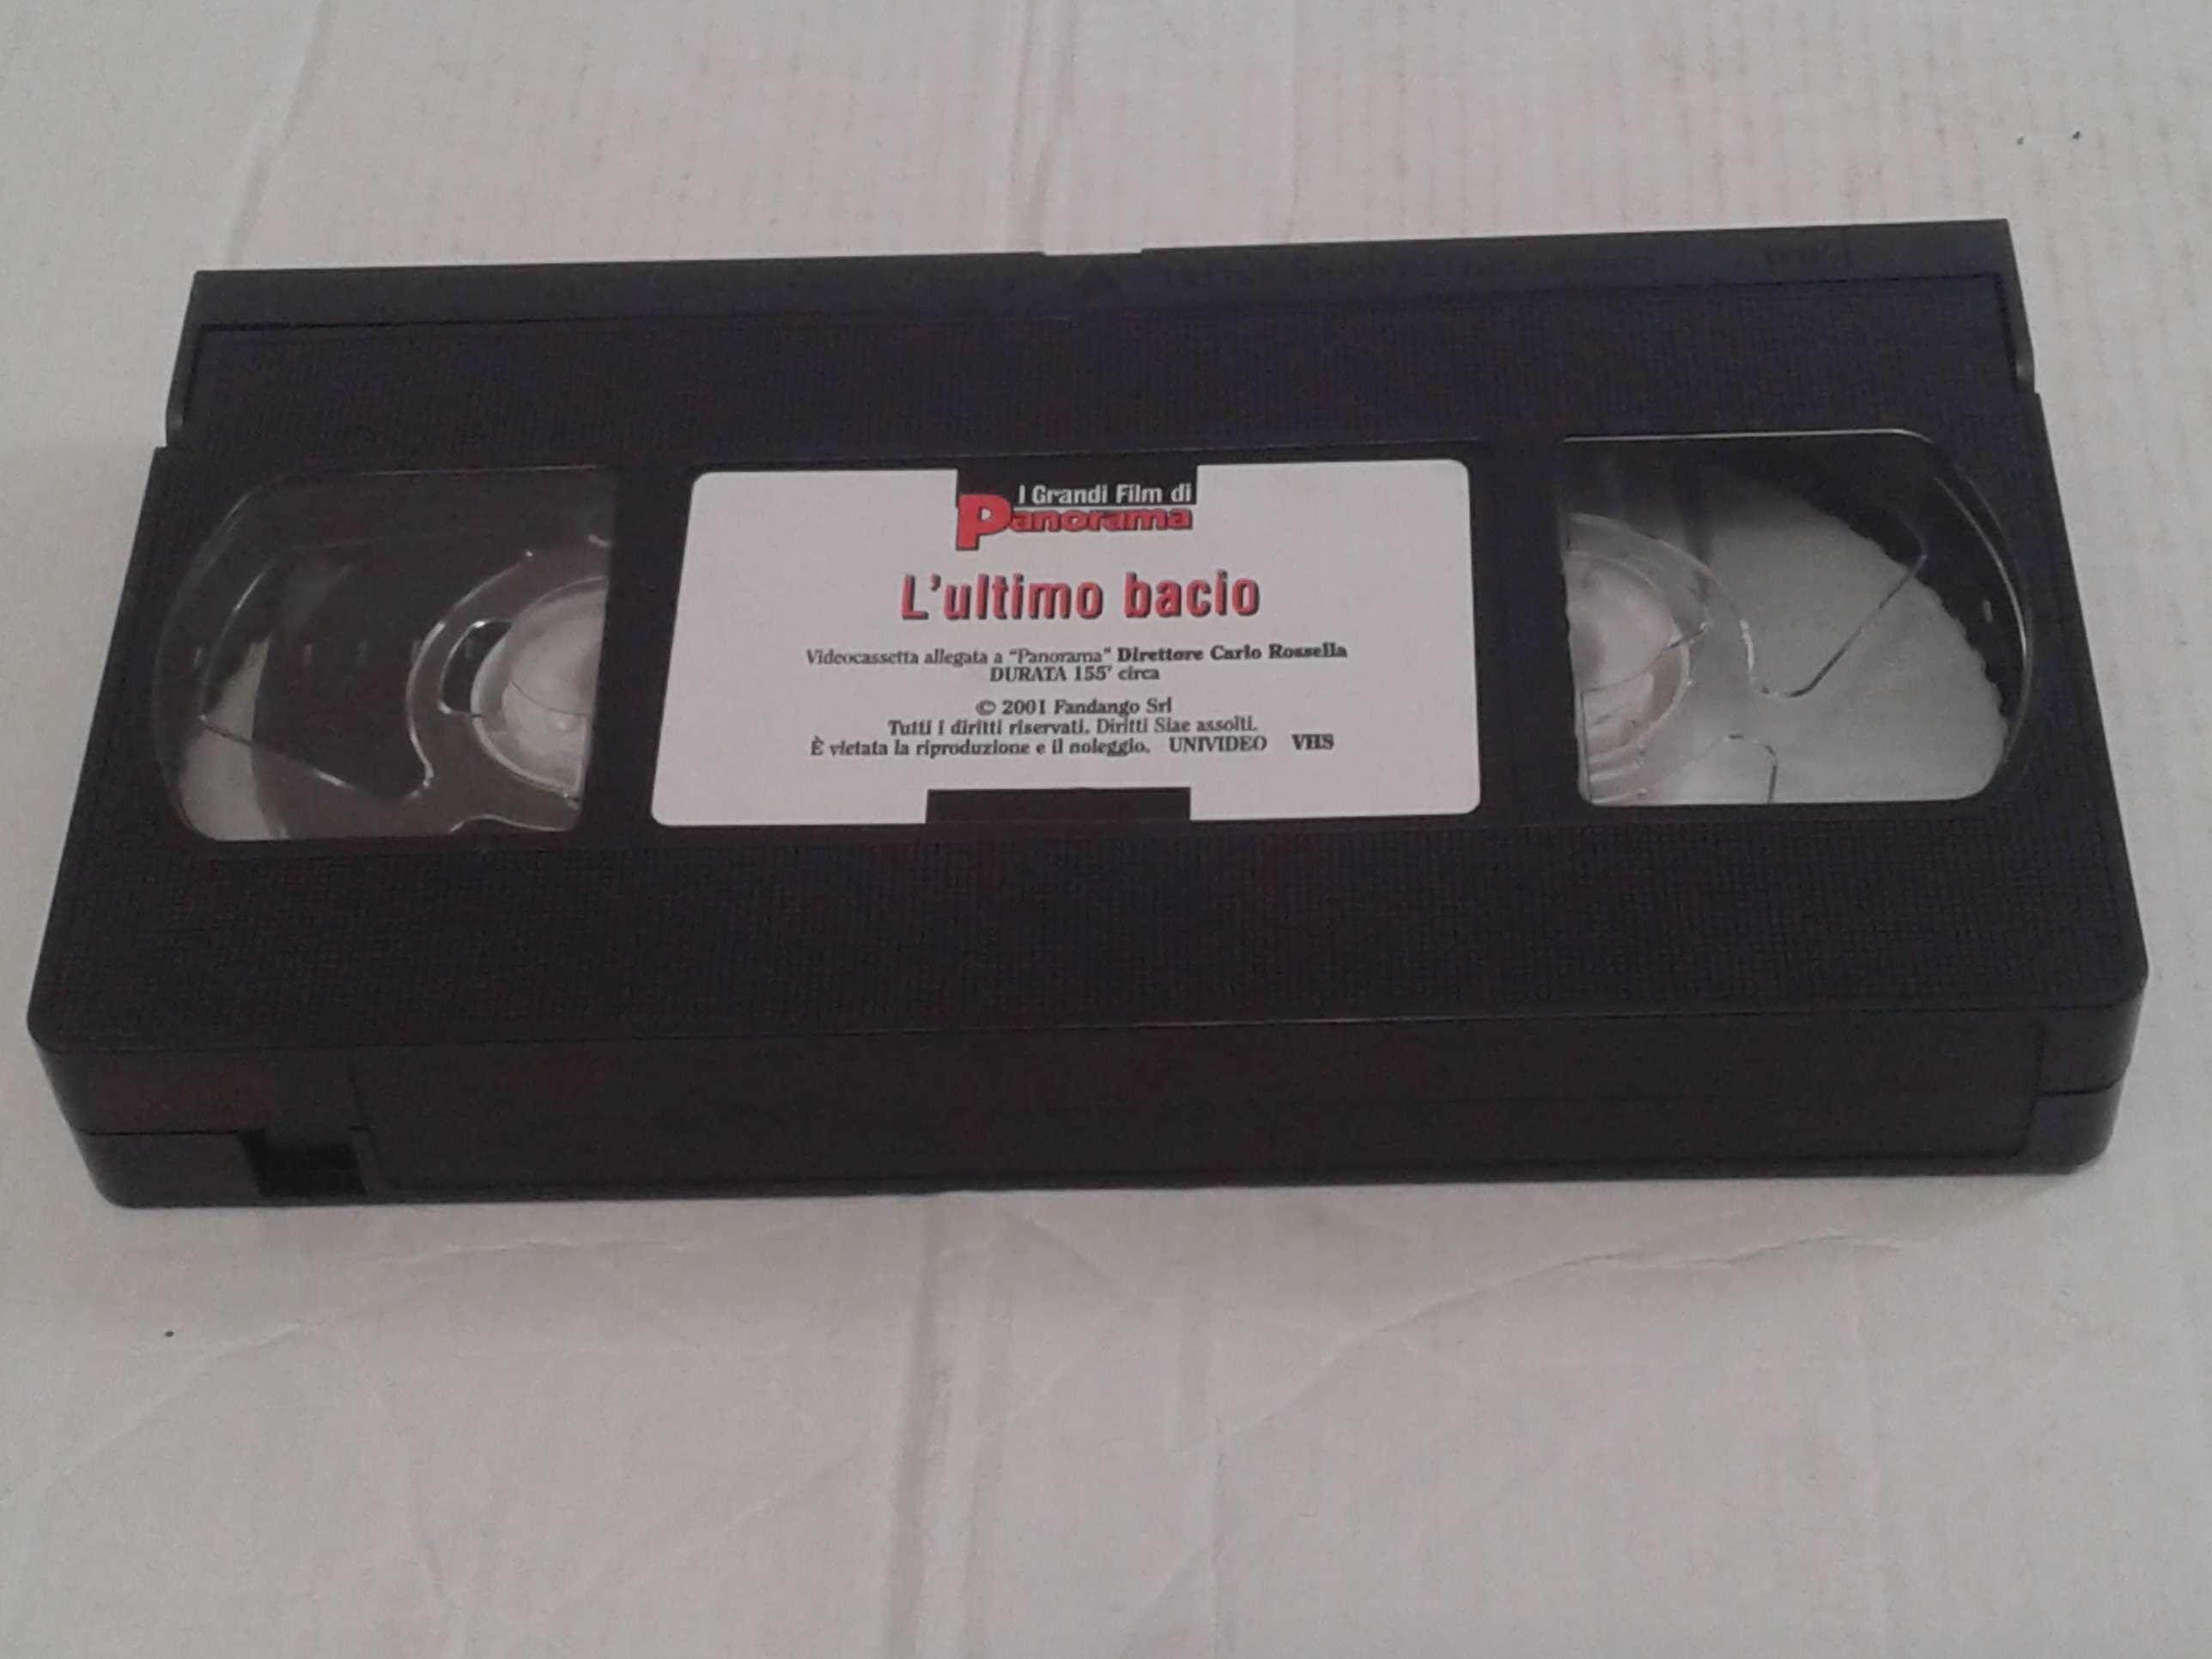 I Grandi Film di
Panorama
L'ultimo bacio
Videocassetta allegata a "Panorama" Direttore Carlo Rossella
DURATA 155' circa
© 2001 Fandango Srl
Tutti i diritti riservati. Diritti Siae assolti.
È vietata la riproduzione e il noleggio. UNIVIDEO VHS